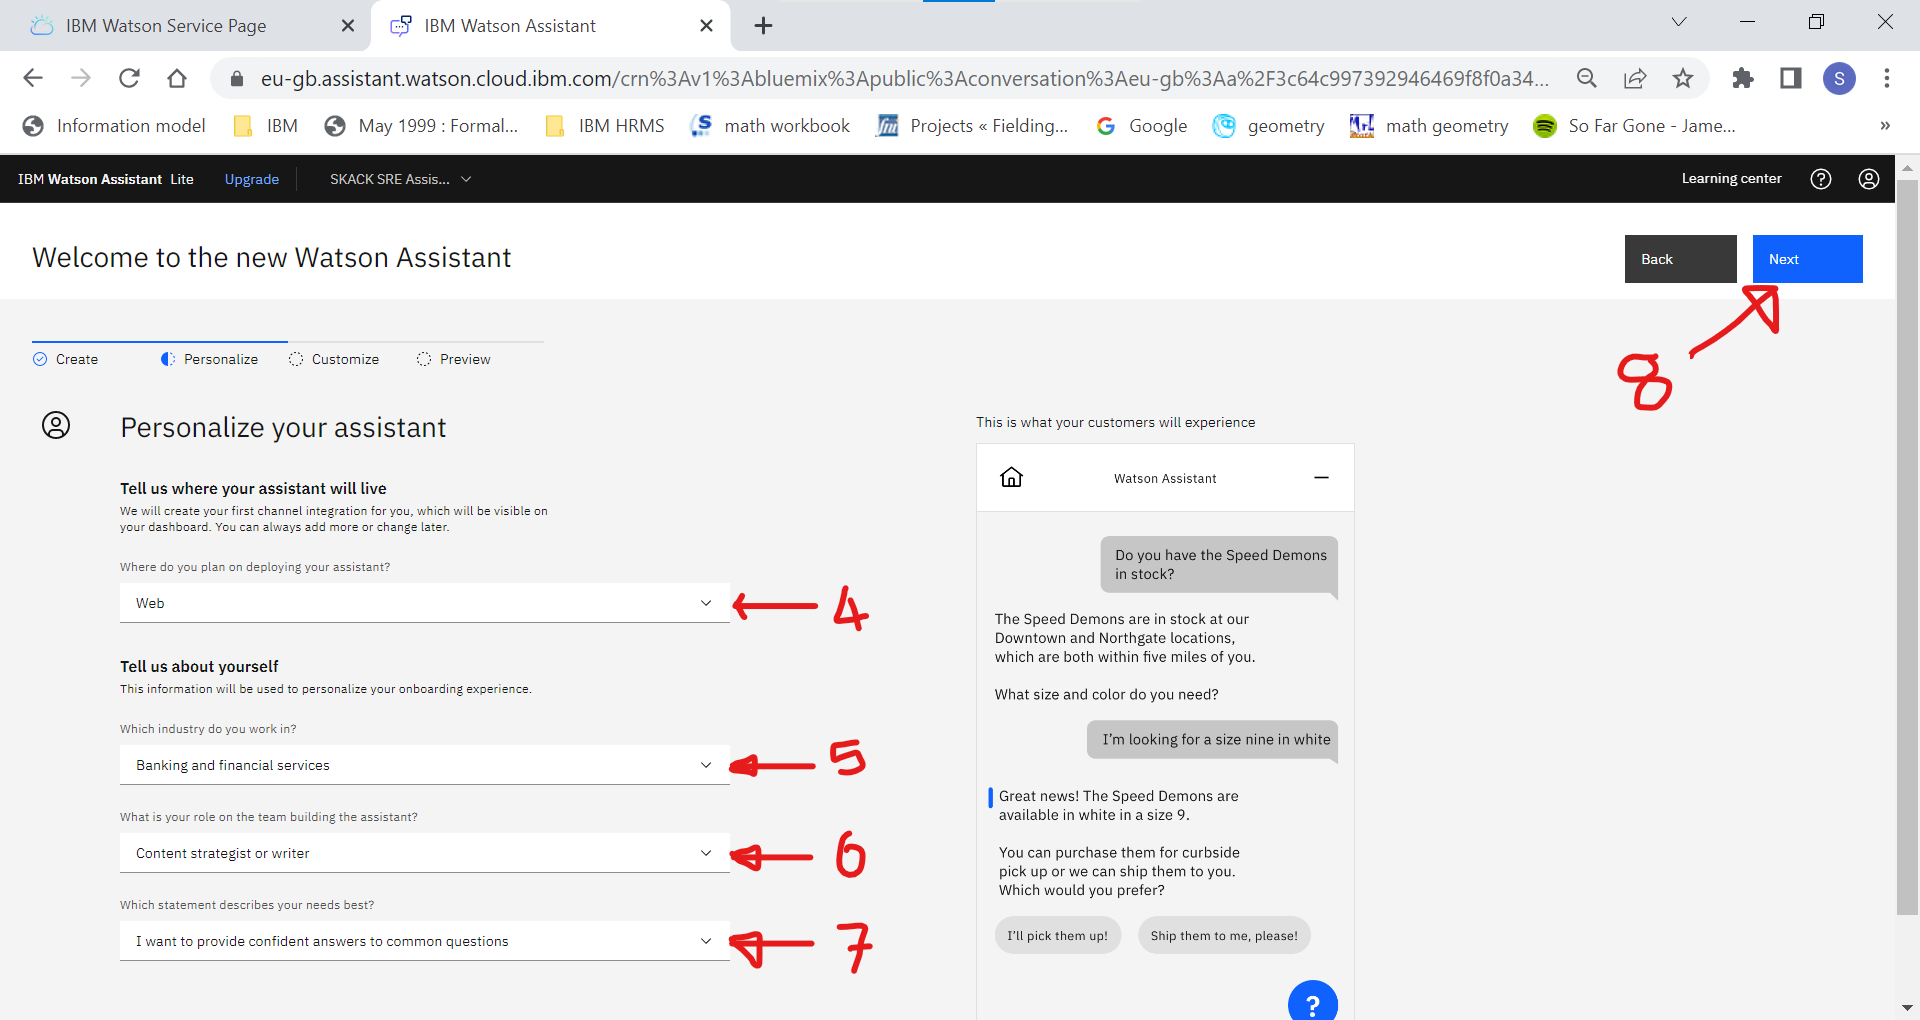 IBM Watson Service Page
IBM Watson Assistant
eu-gb.assistant.watson.cloud.ibm.com/crn%3Av1%3Abluemix%3Apublic%3Aconversation%3Aeu-gb%3Aa%2F3c64c997392946469f8f0a34...
S
Information model
IBM
May 1999 : Formal...
IBM HRMS
math workbook
Projects « Fielding...
Google
geometry
math geometry
So Far Gone - Jame...
»
IBM Watson Assistant Lite
Upgrade
SKACK SRE Assis...
Learning center
Welcome to the new Watson Assistant
Back
Next
8
Create
Personalize
Customize
Preview
Personalize your assistant
Tell us where your assistant will live
We will create your first channel integration for you, which will be visible on
your dashboard. You can always add more or change later.
Where do you plan on deploying your assistant?
Web
4
Tell us about yourself
This information will be used to personalize your onboarding experience.
Which industry do you work in?
Banking and financial services
5
What is your role on the team building the assistant?
Content strategist or writer
6
Which statement describes your needs best?
I want to provide confident answers to common questions
7
This is what your customers will experience
Watson Assistant
Do you have the Speed Demons
in stock?
The Speed Demons are in stock at our
Downtown and Northgate locations,
which are both within five miles of you.
What size and color do you need?
I'm looking for a size nine in white
Great news! The Speed Demons are
available in white in a size 9.
You can purchase them for curbside
pick up or we can ship them to you.
Which would you prefer?
I'll pick them up!
Ship them to me, please!
?